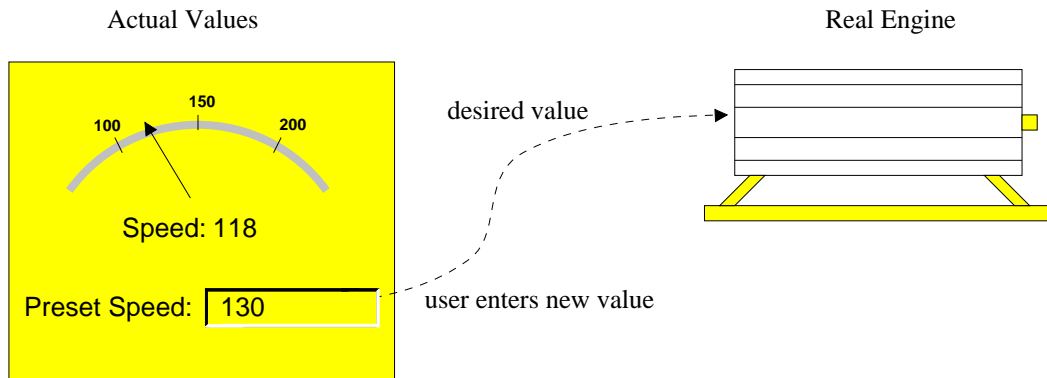 Actual Values
Real Engine
150
100
200
desired value
Speed: 118
Preset Speed: 130
user enters new value